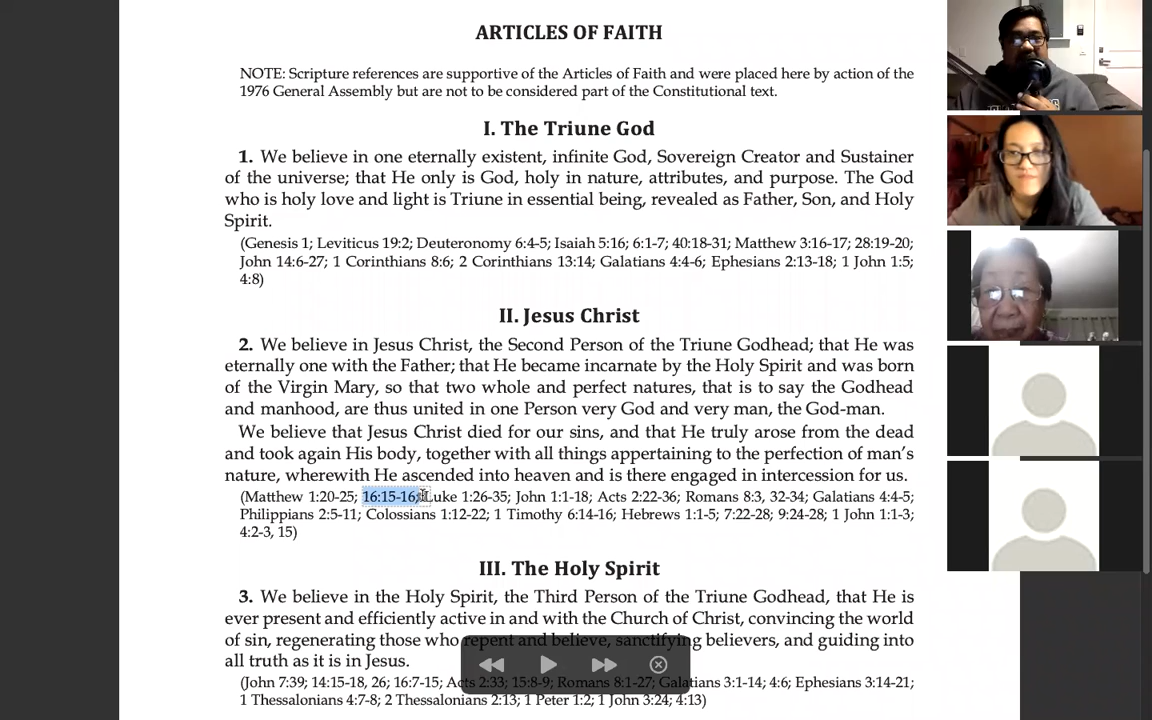 ARTICLES OF FAITH
NOTE: Scripture references are supportive of the Articles of Faith and were placed here by action of the
1976 General Assembly but are not to be considered part of the Constitutional text.
I. The Triune God
1. We believe in one eternally existent, infinite God, Sovereign Creator and Sustainer
of the universe; that He only is God, holy in nature, attributes, and purpose. The God
who is holy love and light is Triune in essential being, revealed as Father, Son, and Holy
Spirit.
(Genesis 1; Leviticus 19:2; Deuteronomy 6:4-5; Isaiah 5:16; 6:1-7; 40:18-31; Matthew 3:16-17; 28:19-20;
John 14:6-27; 1 Corinthians 8:6; 2 Corinthians 13:14; Galatians 4:4-6; Ephesians 2:13-18; 1 John 1:5;
4:8)
II. Jesus Christ
2. We believe in Jesus Christ, the Second Person of the Triune Godhead; that He was
eternally one with the Father; that He became incarnate by the Holy Spirit and was born
of the Virgin Mary, so that two whole and perfect natures, that is to say the Godhead
and manhood, are thus united in one Person very God and very man, the God-man.
We believe that Jesus Christ died for our sins, and that He truly arose from the dead
and took again His body, together with all things appertaining to the perfection of man's
nature, wherewith He ascended into heaven and is there engaged in intercession for us.
(Matthew 1:20-25; 16:15-16; Luke 1:26-35; John 1:1-18; Acts 2:22-36; Romans 8:3, 32-34; Galatians 4:4-5;
Philippians 2:5-11; Colossians 1:12-22; 1 Timothy 6:14-16; Hebrews 1:1-5; 7:22-28; 9:24-28; 1 John 1:1-3;
4:2-3, 15)
III. The Holy Spirit
3. We believe in the Holy Spirit, the Third Person of the Triune Godhead, that He is
ever present and efficiently active in and with the Church of Christ, convincing the world
of sin, regenerating those who repent and believe, sanctifying believers, and guiding into
all truth as it is in Jesus.
(John 7:39; 14:15-18, 26; 16:7-15; Acts 2:33; 15:8-9; Romans 8:1-27; Galatians 3:1-14; 4:6; Ephesians 3:14-21;
1 Thessalonians 4:7-8; 2 Thessalonians 2:13; 1 Peter 1:2; 1 John 3:24; 4:13)